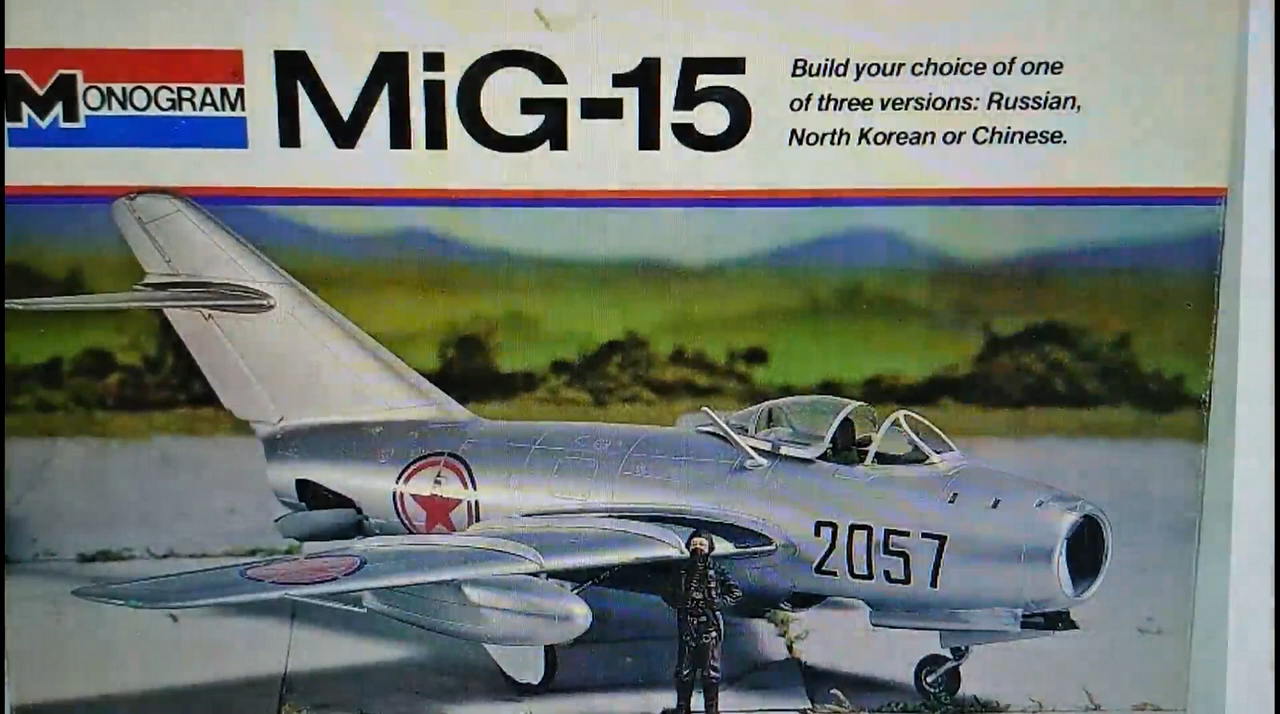 MONOGRAM
MiG-15
Build your choice of one
of three versions: Russian,
North Korean or Chinese.
2057